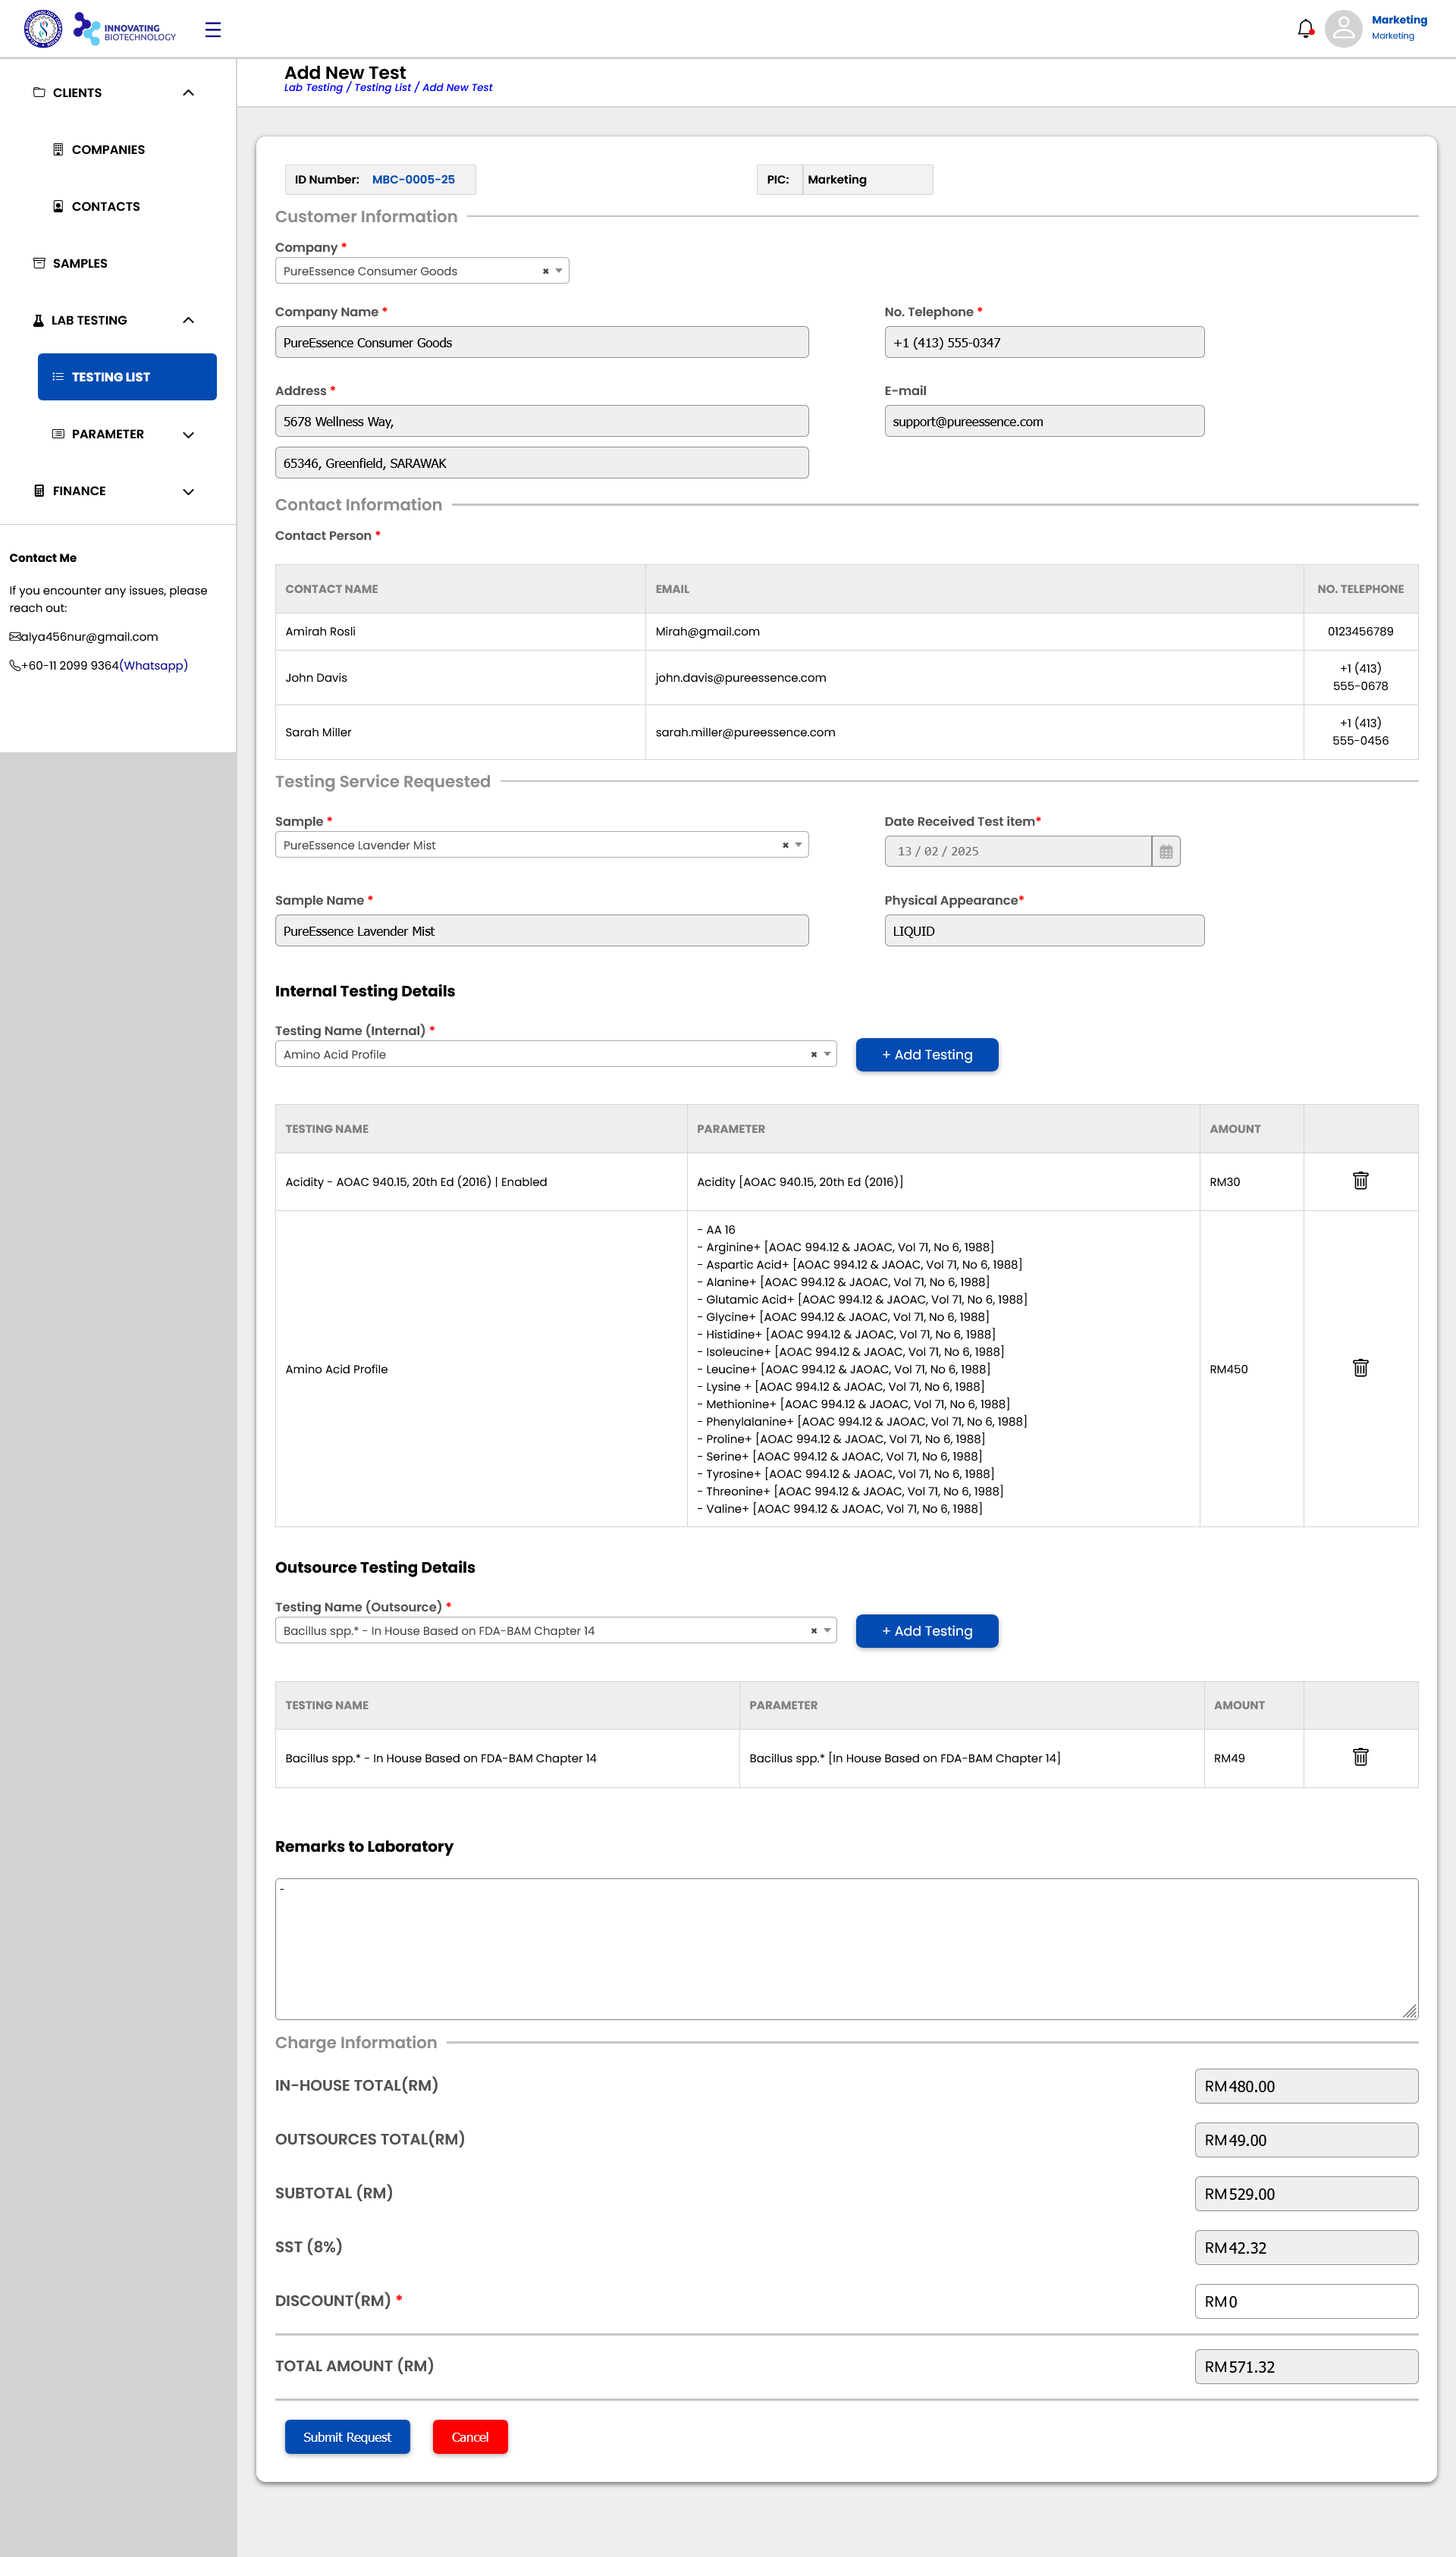 INNOVATING
BIOTECHNOLOGY
Marketing
Marketing
CLIENTS
COMPANIES
CONTACTS
SAMPLES
LAB TESTING
TESTING LIST
PARAMETER
FINANCE
Contact Me
If you encounter any issues, please
reach out:
alya456nur@gmail.com
+60-11 2099 9364(Whatsapp)
Add New Test
Lab Testing / Testing List / Add New Test
ID Number: MBC-0005-25
PIC: Marketing
Customer Information
Company *
PureEssence Consumer Goods
Company Name *
No. Telephone *
PureEssence Consumer Goods
+1 (413) 555-0347
Address *
E-mail
5678 Wellness Way,
support@pureessence.com
65346, Greenfield, SARAWAK
Contact Information
Contact Person *
CONTACT NAME EMAIL NO. TELEPHONE
Amirah Rosli Mirah@gmail.com 0123456789
John Davis john.davis@pureessence.com +1 (413)
555-0678
Sarah Miller sarah.miller@pureessence.com +1 (413)
555-0456
Testing Service Requested
Sample *
Date Received Test item*
PureEssence Lavender Mist
13 / 02 / 2025
Sample Name *
Physical Appearance*
PureEssence Lavender Mist
LIQUID
Internal Testing Details
Testing Name (Internal) *
Amino Acid Profile
+ Add Testing
TESTING NAME PARAMETER AMOUNT
Acidity - AOAC 940.15, 20th Ed (2016) | Enabled Acidity [AOAC 940.15, 20th Ed (2016)] RM30
Amino Acid Profile
- AA 16
- Arginine+ [AOAC 994.12 & JAOAC, Vol 71, No 6, 1988]
- Aspartic Acid+ [AOAC 994.12 & JAOAC, Vol 71, No 6, 1988]
- Alanine+ [AOAC 994.12 & JAOAC, Vol 71, No 6, 1988]
- Glutamic Acid+ [AOAC 994.12 & JAOAC, Vol 71, No 6, 1988]
- Glycine+ [AOAC 994.12 & JAOAC, Vol 71, No 6, 1988]
- Histidine+ [AOAC 994.12 & JAOAC, Vol 71, No 6, 1988]
- Isoleucine+ [AOAC 994.12 & JAOAC, Vol 71, No 6, 1988]
- Leucine+ [AOAC 994.12 & JAOAC, Vol 71, No 6, 1988]
- Lysine + [AOAC 994.12 & JAOAC, Vol 71, No 6, 1988]
- Methionine+ [AOAC 994.12 & JAOAC, Vol 71, No 6, 1988]
- Phenylalanine+ [AOAC 994.12 & JAOAC, Vol 71, No 6, 1988]
- Proline+ [AOAC 994.12 & JAOAC, Vol 71, No 6, 1988]
- Serine+ [AOAC 994.12 & JAOAC, Vol 71, No 6, 1988]
- Tyrosine+ [AOAC 994.12 & JAOAC, Vol 71, No 6, 1988]
- Threonine+ [AOAC 994.12 & JAOAC, Vol 71, No 6, 1988]
- Valine+ [AOAC 994.12 & JAOAC, Vol 71, No 6, 1988]
RM450
Outsource Testing Details
Testing Name (Outsource) *
Bacillus spp.* - In House Based on FDA-BAM Chapter 14
+ Add Testing
TESTING NAME PARAMETER AMOUNT
Bacillus spp.* - In House Based on FDA-BAM Chapter 14 Bacillus spp.* [In House Based on FDA-BAM Chapter 14] RM49
Remarks to Laboratory
-
Charge Information
IN-HOUSE TOTAL(RM) RM480.00
OUTSOURCES TOTAL(RM) RM49.00
SUBTOTAL (RM) RM529.00
SST (8%) RM42.32
DISCOUNT(RM) * RM0
TOTAL AMOUNT (RM) RM571.32
Submit Request
Cancel